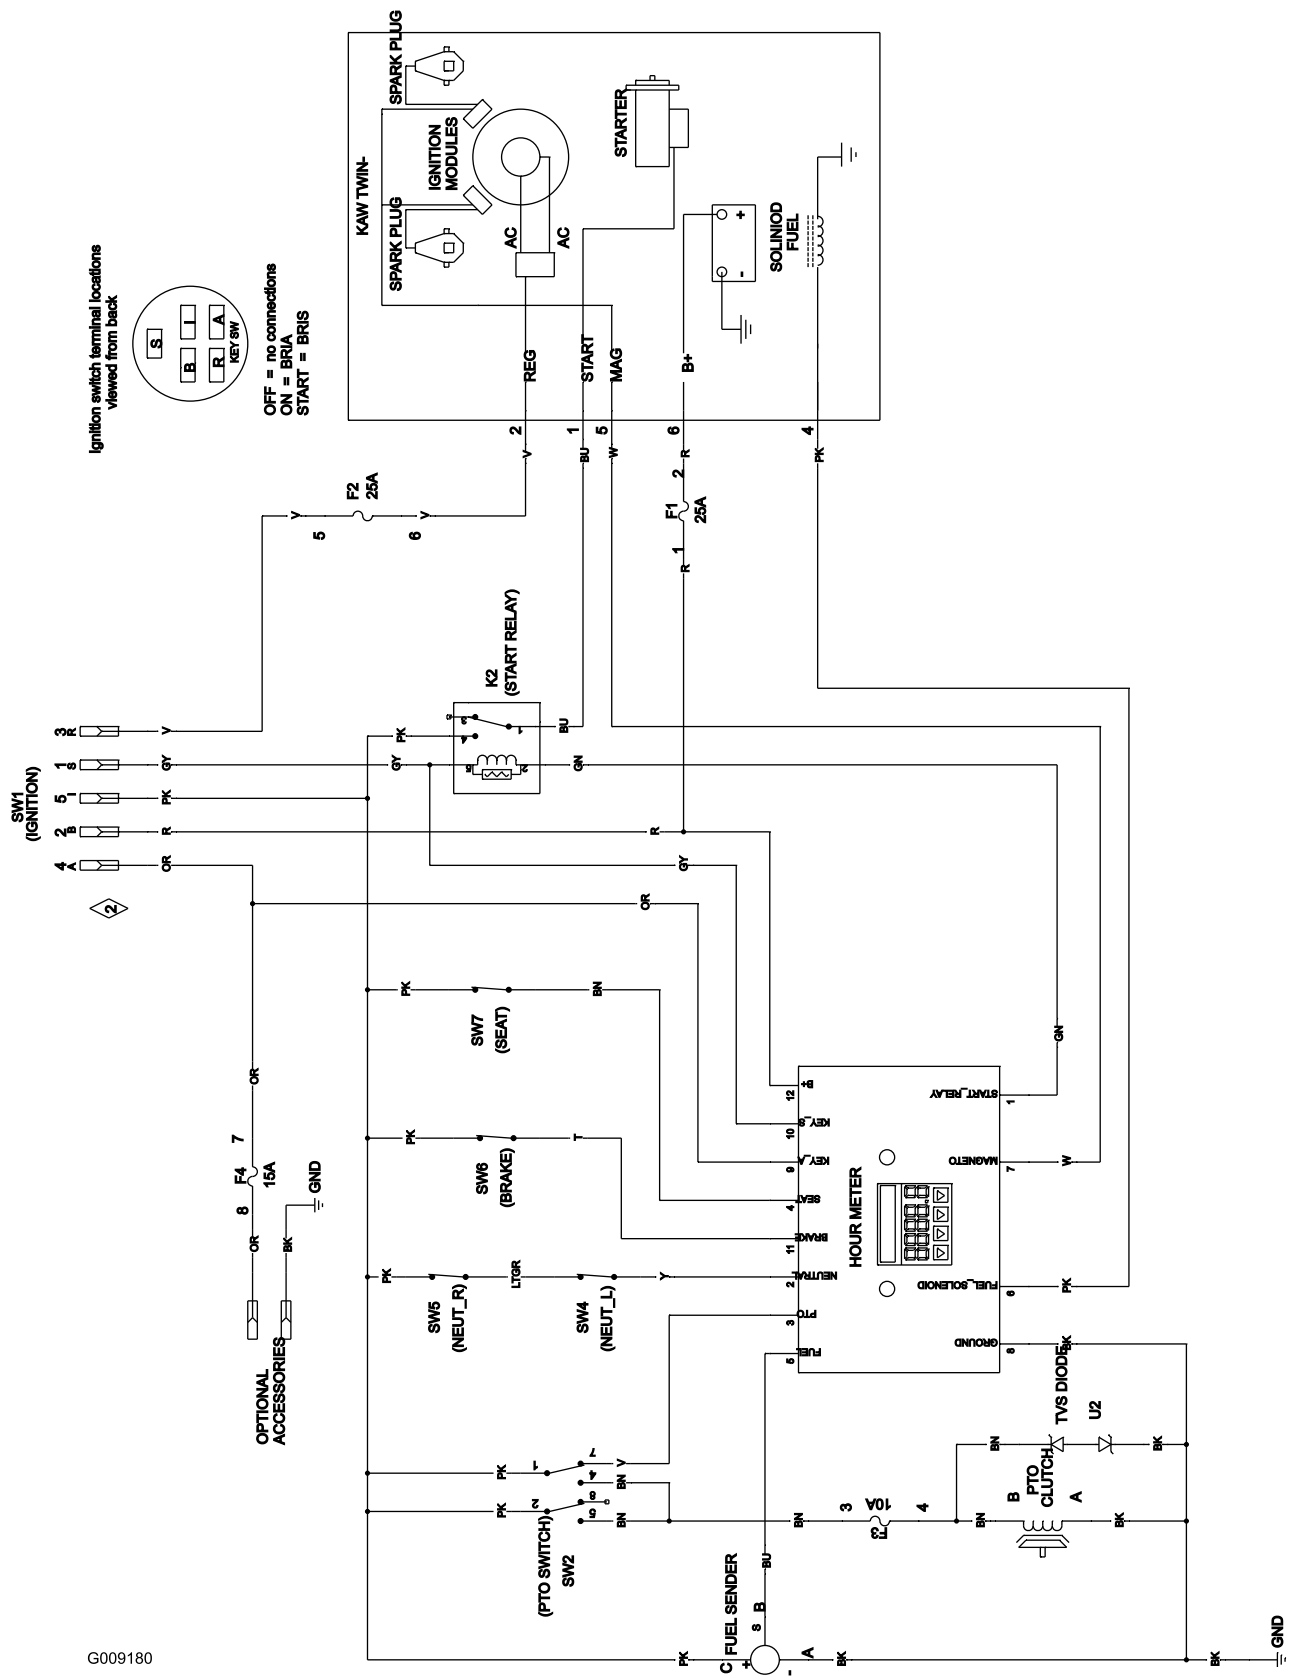 Ignition switch terminal locations
viewed from back
S
B
I
R
A
KEY SW
OFF = no connections
ON = BRIA
START = BRIS
KAW TWIN-
SPARK PLUG
SPARK PLUG
IGNITION
MODULES
AC
AC
STARTER
SOLINIOD
FUEL
+
-
REG
START
MAG
B+
2
1
5
6
4
V
BU
W
R
PK
2
F1
25A
1
R
F2
25A
5
6
V
V
K2
(START RELAY)
3
4
1
5
2
PK
GY
BU
GN
SW1
(IGNITION)
3
R
1
S
5
I
2
B
4
A
V
GY
PK
R
OR
2
R
GY
OR
PK
BN
SW7
(SEAT)
PK
T
SW6
(BRAKE)
PK
LTGR
Y
SW5
(NEUT_R)
SW4
(NEUT_L)
OR
7
F4
15A
8
OR
BK
GND
OPTIONAL
ACCESSORIES
HOUR METER
12
B+
10
KEY_S
9
KEY_A
4
SEAT
11
BRAKE
2
NEUTRAL
3
PTO
5
FUEL
1
START_RELAY
7
MAGNETO
6
FUEL_SOLENOID
8
GROUND
GN
W
PK
BK
PK
PK
1
7
4
2
8
5
V
BN
BN
(PTO SWITCH)
SW2
BN
3
F3
10A
4
BN
BN
B
PTO
CLUTCH
A
TVS DIODE
U2
BK
BK
PK
C
FUEL SENDER
+
-
S
B
BU
A
BK
BK
GND
G009180